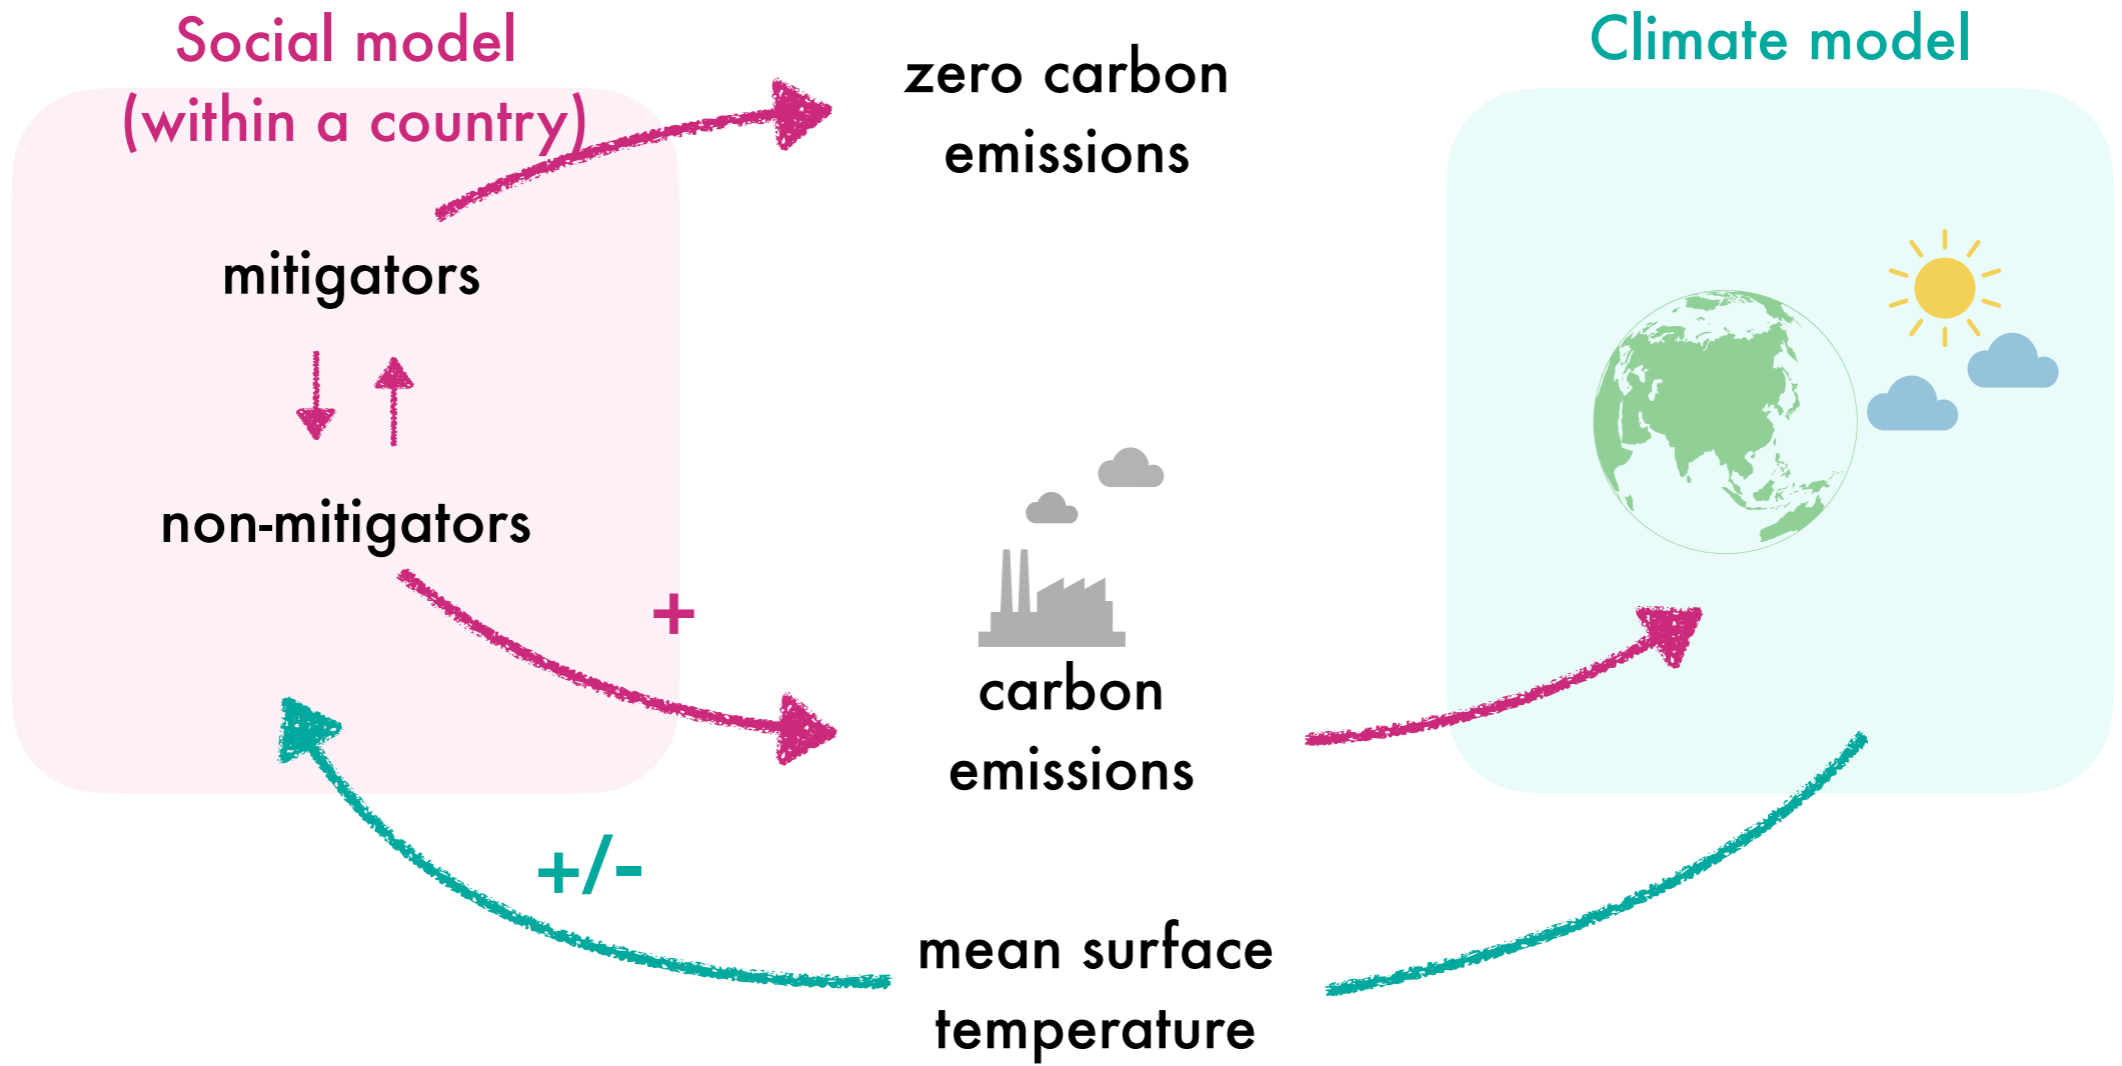 Social model
(within a country)
mitigators
non-mitigators
zero carbon
emissions
+
carbon
emissions
+/-
mean surface
temperature
Climate model